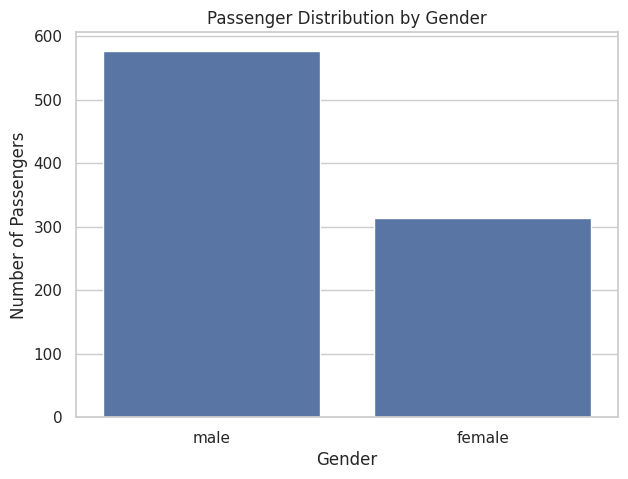 Passenger Distribution by Gender
600
500
400
300
200
100
0
Number of Passengers
male
female
Gender